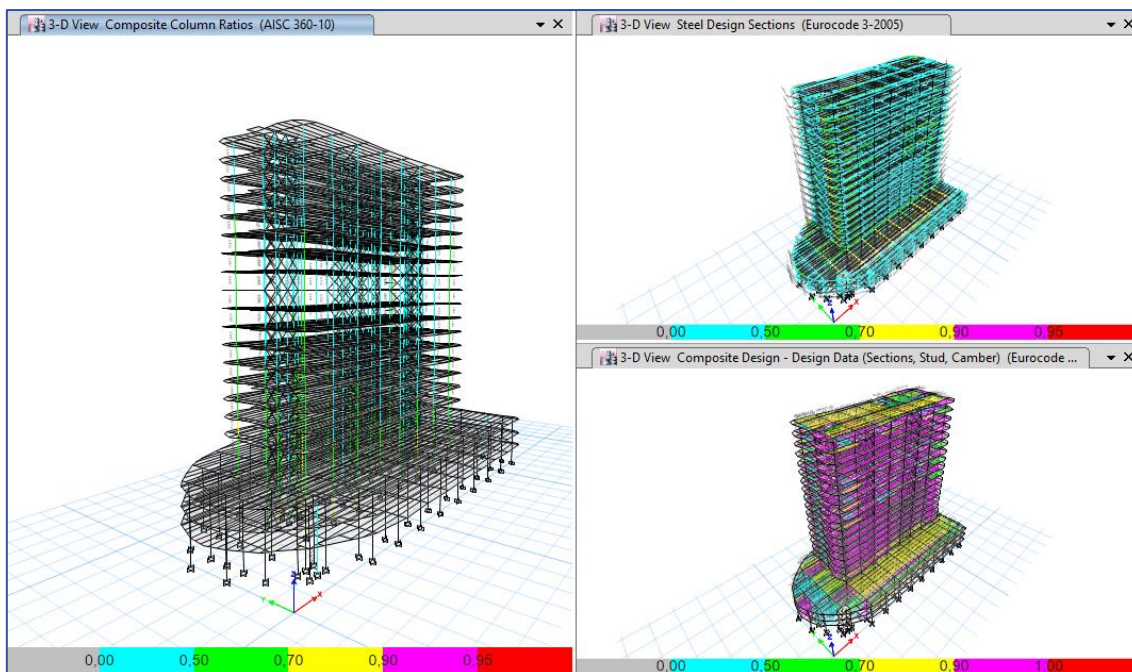 3-D View Composite Column Ratios (AISC 360-10)
0,00 0,50 0,70 0,90 0,95
3-D View Steel Design Sections (Eurocode 3-2005)
0,00 0,50 0,70 0,90 0,95
3-D View Composite Design - Design Data (Sections, Stud, Camber) (Eurocode ...
0,00 0,50 0,70 0,90 1,00